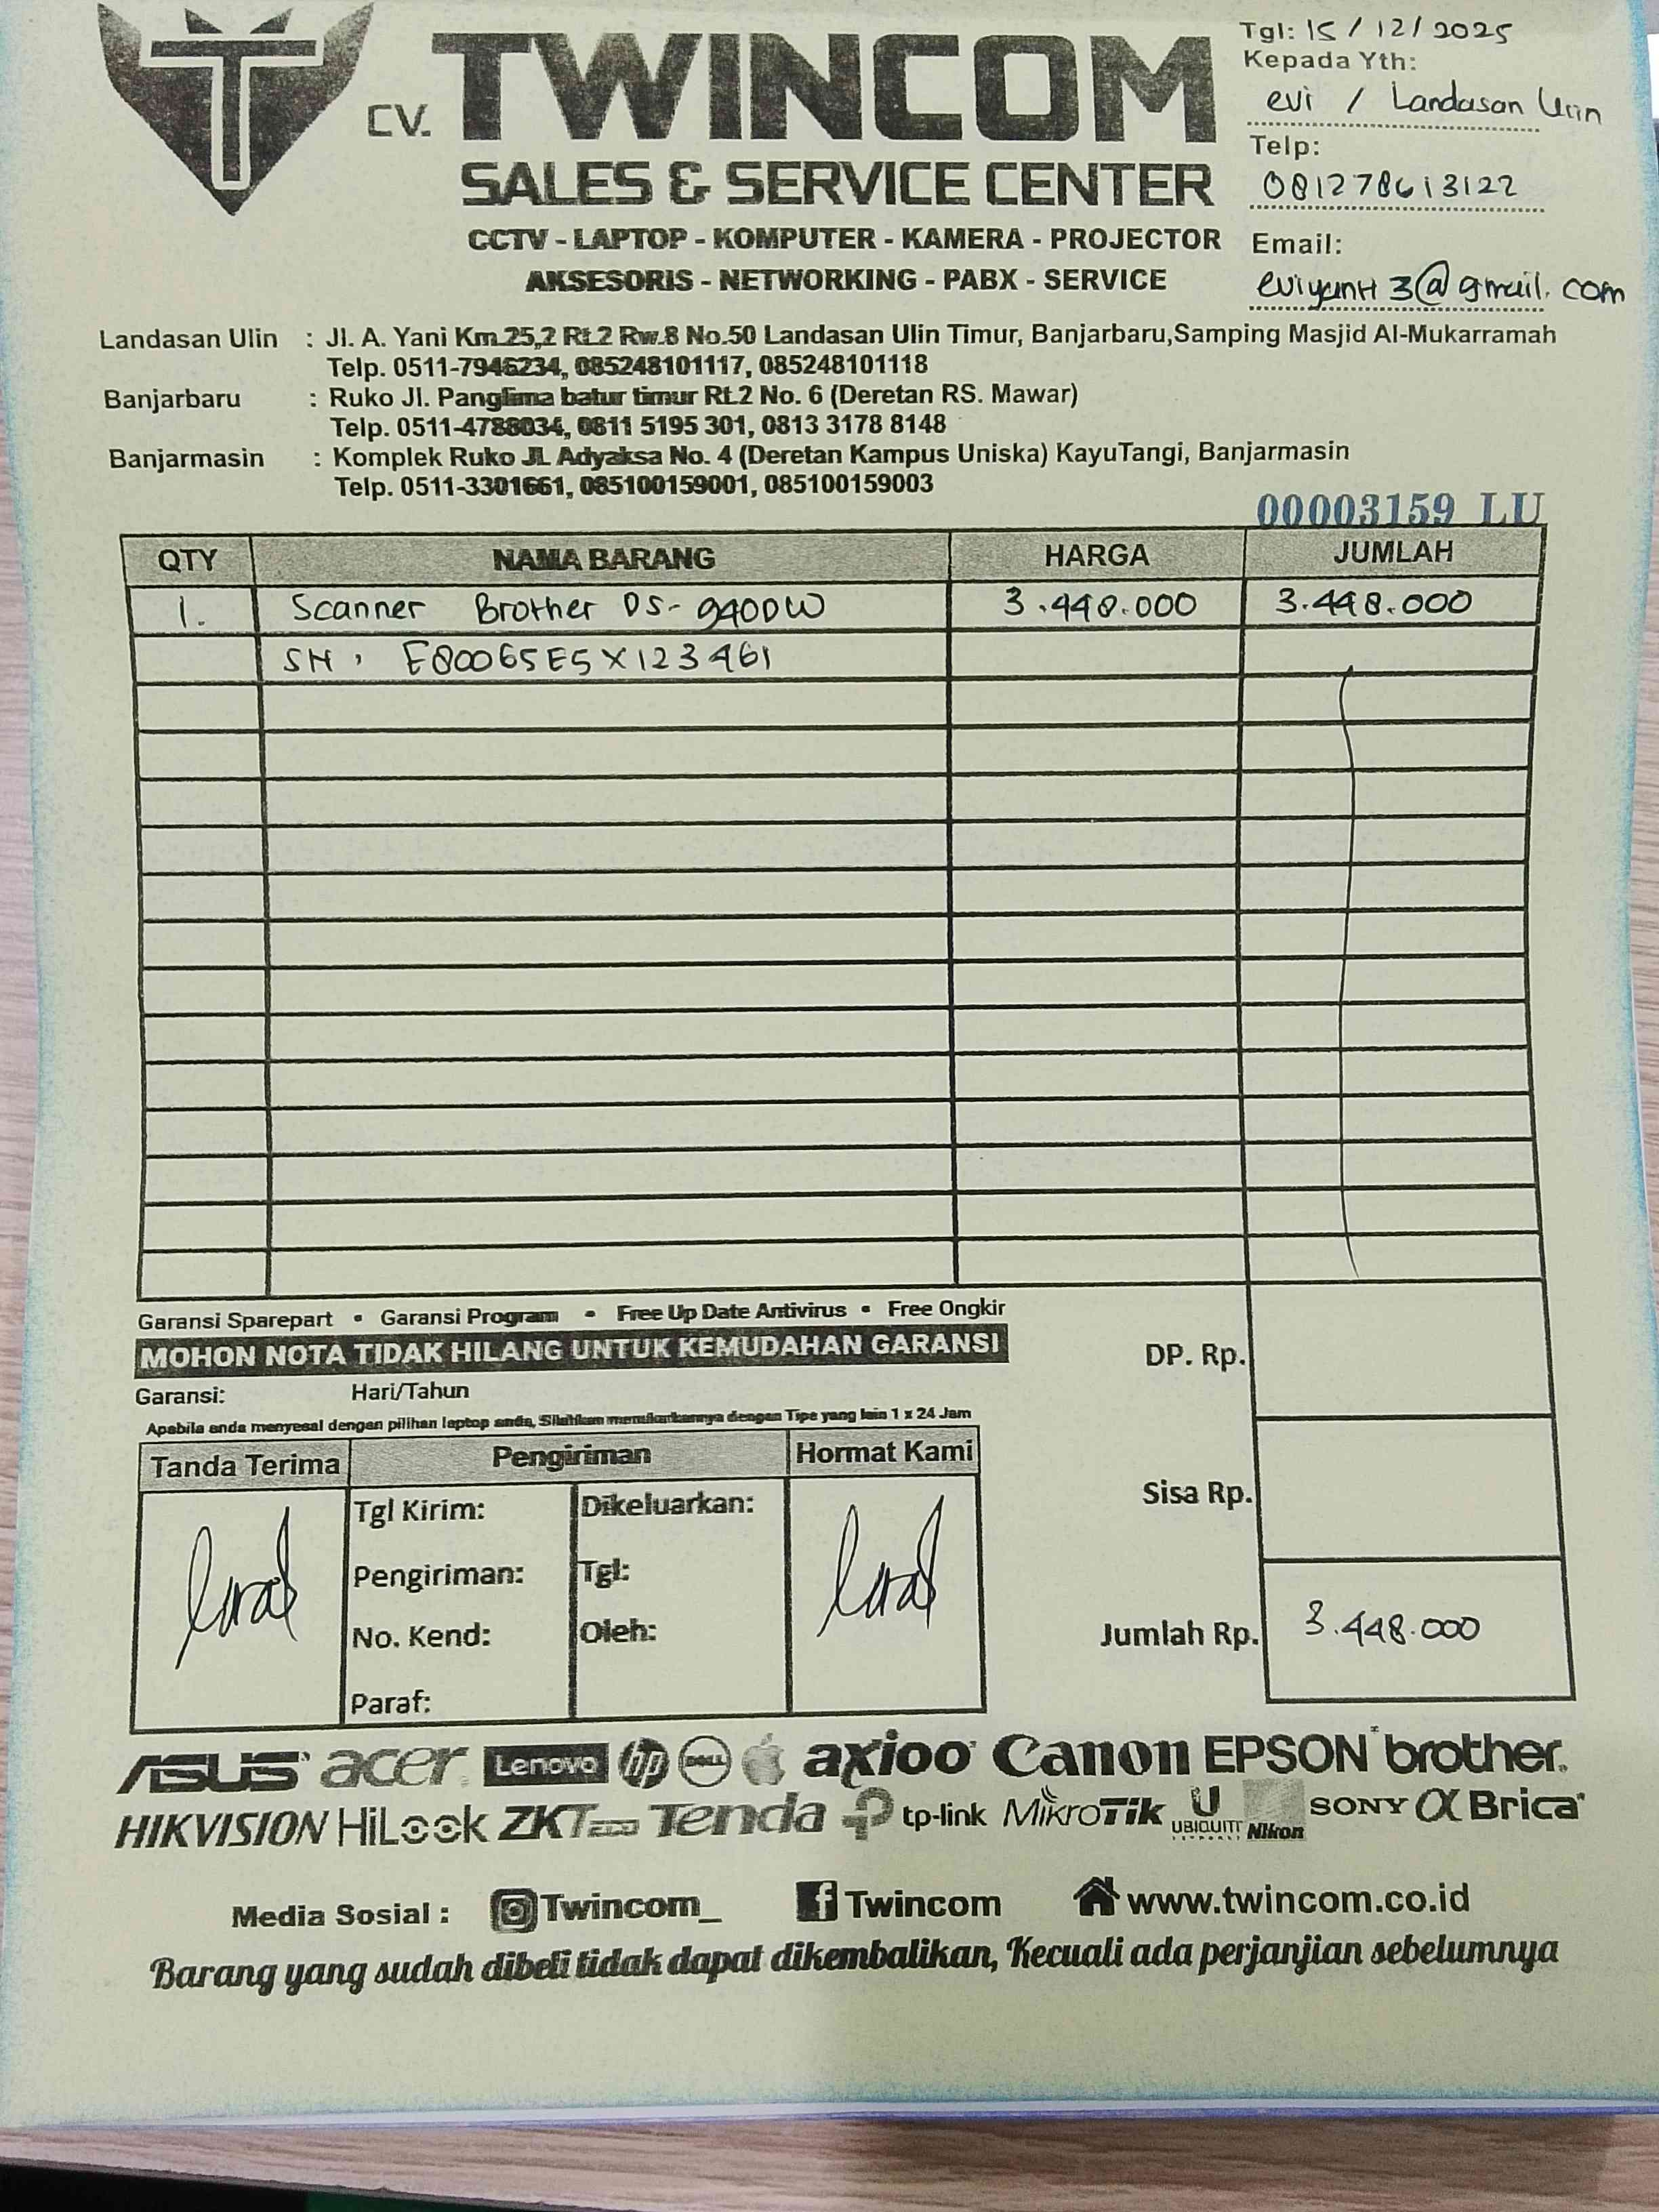 CV. TWINCOM
SALES & SERVICE CENTER
CCTV - LAPTOP - KOMPUTER - KAMERA - PROJECTOR
AKSESORIS - NETWORKING - PABX - SERVICE
Tgl: 15 / 12 / 2025
Kepada Yth:
evi / Landasan Ulin
Telp:
081278613122
Email:
eviyanti3@gmail.com
Landasan Ulin : Jl. A. Yani Km.25,2 Rt.2 Rw.8 No.50 Landasan Ulin Timur, Banjarbaru,Samping Masjid Al-Mukarramah
Telp. 0511-7946234, 085248101117, 085248101118
Banjarbaru : Ruko Jl. Panglima batur timur Rt.2 No. 6 (Deretan RS. Mawar)
Telp. 0511-4788034, 0811 5195 301, 0813 3178 8148
Banjarmasin : Komplek Ruko Jl. Adyaksa No. 4 (Deretan Kampus Uniska) KayuTangi, Banjarmasin
Telp. 0511-3301661, 085100159001, 085100159003
00003159 LU
QTY NAMA BARANG HARGA JUMLAH
1. Scanner Brother DS-940DW 3.448.000 3.448.000
SN, E80065E5X123461
Garansi Sparepart • Garansi Program • Free Up Date Antivirus • Free Ongkir
MOHON NOTA TIDAK HILANG UNTUK KEMUDAHAN GARANSI
Garansi: Hari/Tahun
Apabila anda menyesal dengan pilihan laptop anda, Silahkan menukarkannya dengan Tipe yang lain 1 x 24 Jam
DP. Rp.
Sisa Rp.
Jumlah Rp. 3.448.000
Tanda Terima Pengiriman Hormat Kami
Tgl Kirim: Dikeluarkan:
Pengiriman: Tgl:
No. Kend: Oleh:
Paraf:
ASUS acer Lenovo hp DELL axioo Canon EPSON brother
HIKVISION HiLook ZKTeco Tenda tp-link MikroTik UBIQUITI Nikon SONY α Brica
Media Sosial : Twincom_ Twincom www.twincom.co.id
Barang yang sudah dibeli tidak dapat dikembalikan, Kecuali ada perjanjian sebelumnya